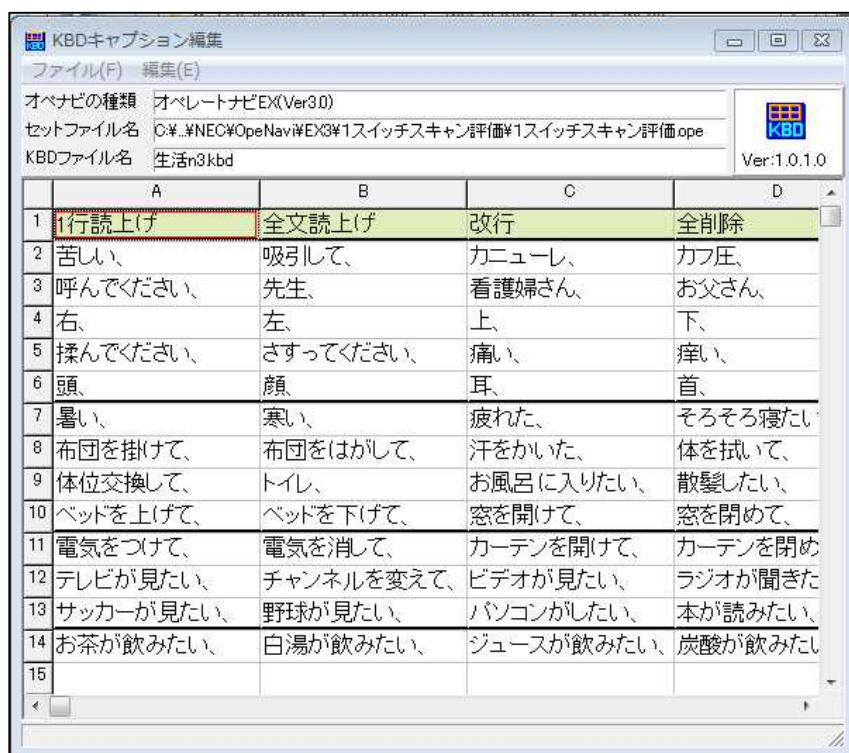 KBDキャプション編集
ファイル(F) 編集(E)
オペナビの種類 オペレートナビEX(Ver3.0)
セットファイル名 C:¥..¥NEC¥OpeNavi¥EX3¥1スイッチスキャン評価¥1スイッチスキャン評価.ope
KBDファイル名 生活n3.kbd
KBD
Ver:1.0.1.0
A B C D
1 1行読上げ 全文読上げ 改行 全削除
2 苦しい、 吸引して、 カニューレ、 カフ圧、
3 呼んでください、 先生、 看護婦さん、 お父さん、
4 右、 左、 上、 下、
5 揉んでください、 さすってください、 痛い、 痒い、
6 頭、 顔、 耳、 首、
7 暑い、 寒い、 疲れた、 そろそろ寝たい
8 布団を掛けて、 布団をはがして、 汗をかいた、 体を拭いて、
9 体位交換して、 トイレ、 お風呂に入りたい、 散髪したい、
10 ベッドを上げて、 ベッドを下げて、 窓を開けて、 窓を閉めて、
11 電気をつけて、 電気を消して、 カーテンを開けて、 カーテンを閉め
12 テレビが見たい、 チャンネルを変えて、 ビデオが見たい、 ラジオが聞きた
13 サッカーが見たい、 野球が見たい、 パソコンがしたい、 本が読みたい、
14 お茶が飲みたい、 白湯が飲みたい、 ジュースが飲みたい、 炭酸が飲みたい
15